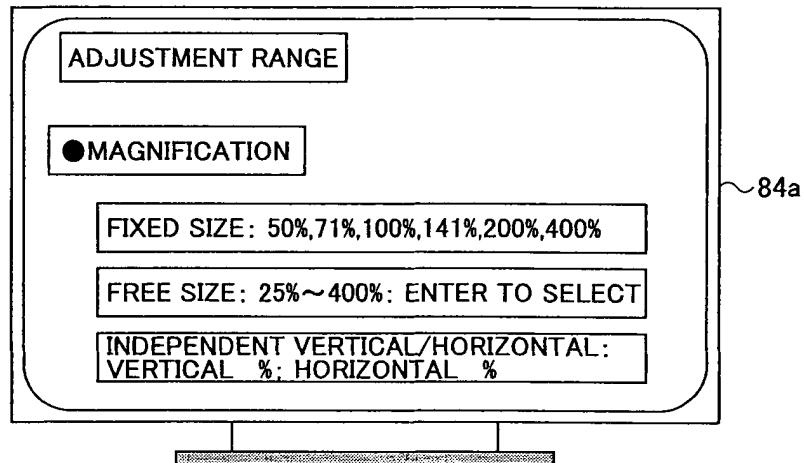 ADJUSTMENT RANGE
●MAGNIFICATION
84a
FIXED SIZE: 50%,71%,100%,141%,200%,400%
FREE SIZE: 25%～400%: ENTER TO SELECT
INDEPENDENT VERTICAL/HORIZONTAL:
VERTICAL %; HORIZONTAL %